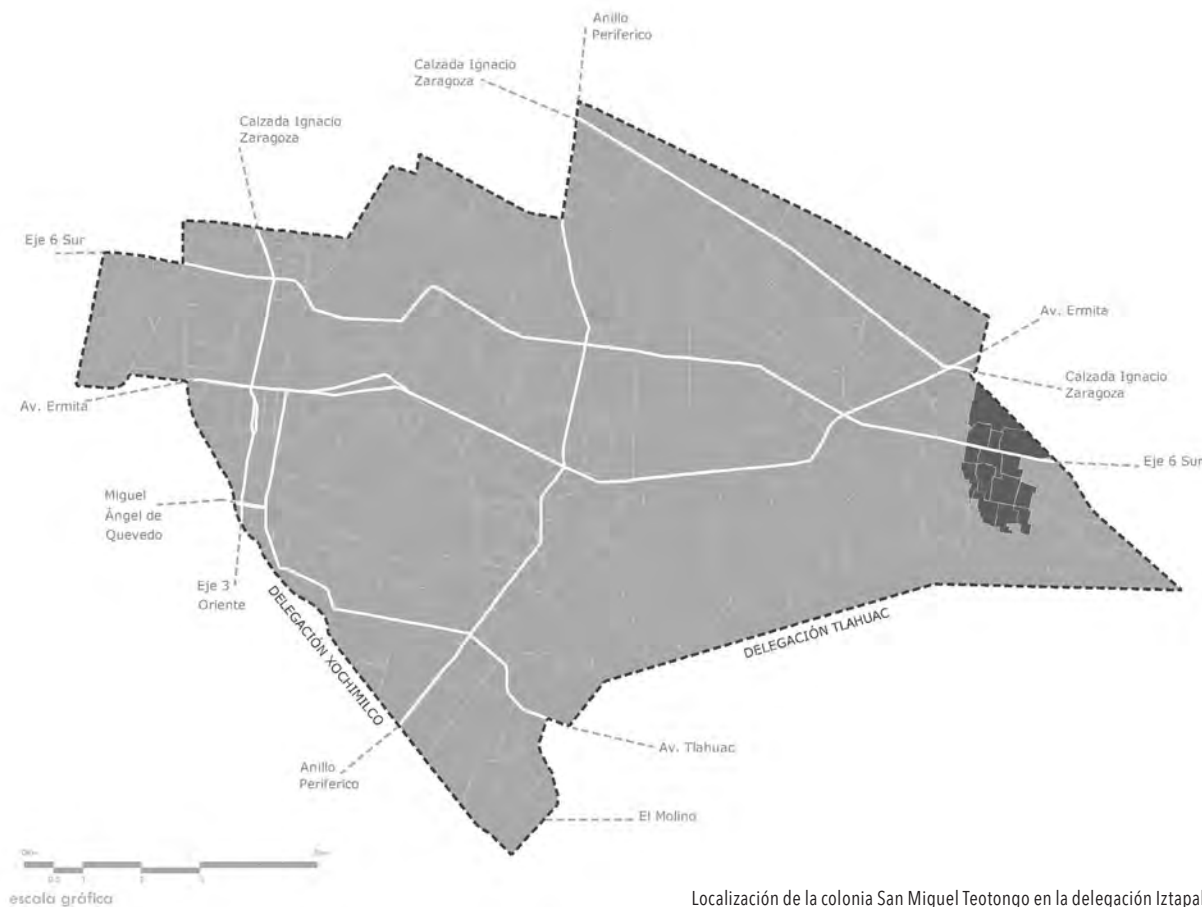 Anillo
Periferico
Calzada Ignacio
Zaragoza
Calzada Ignacio
Zaragoza
Eje 6 Sur
Av. Ermita
Calzada Ignacio
Zaragoza
Av. Ermita
Eje 6 Sur
Miguel
Ángel de
Quevedo
Eje 3
Oriente
DELEGACIÓN XOCHIMILCO
DELEGACIÓN TLAHUAC
Av. Tlahuac
Anillo
Periferico
El Molino
escala gráfica
Localización de la colonia San Miguel Teotongo en la delegación Iztapal